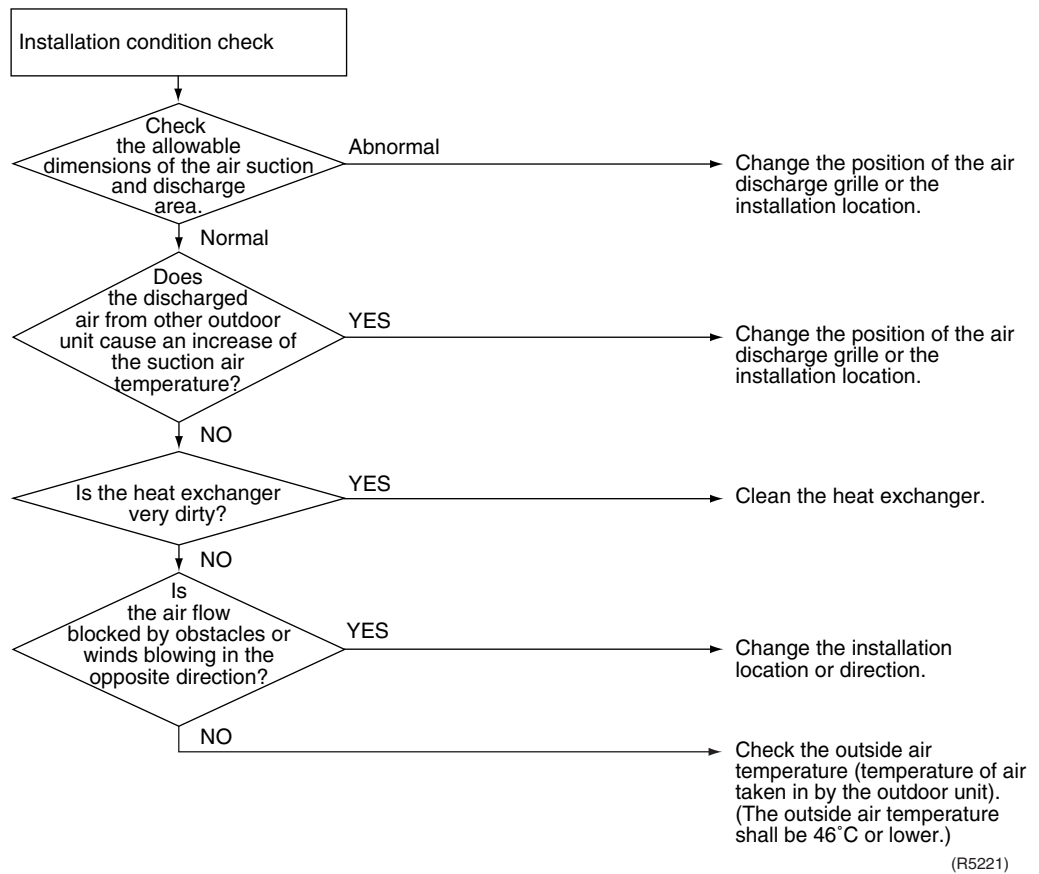 Installation condition check
Check
the allowable
dimensions of the air suction
and discharge
area.
Abnormal
Change the position of the air
discharge grille or the
installation location.
Normal
Does
the discharged
air from other outdoor
unit cause an increase of
the suction air
temperature?
YES
Change the position of the air
discharge grille or the
installation location.
NO
Is the heat exchanger
very dirty?
YES
Clean the heat exchanger.
NO
Is
the air flow
blocked by obstacles or
winds blowing in the
opposite direction?
YES
Change the installation
location or direction.
NO
Check the outside air
temperature (temperature of air
taken in by the outdoor unit).
(The outside air temperature
shall be 46˚C or lower.)
(R5221)